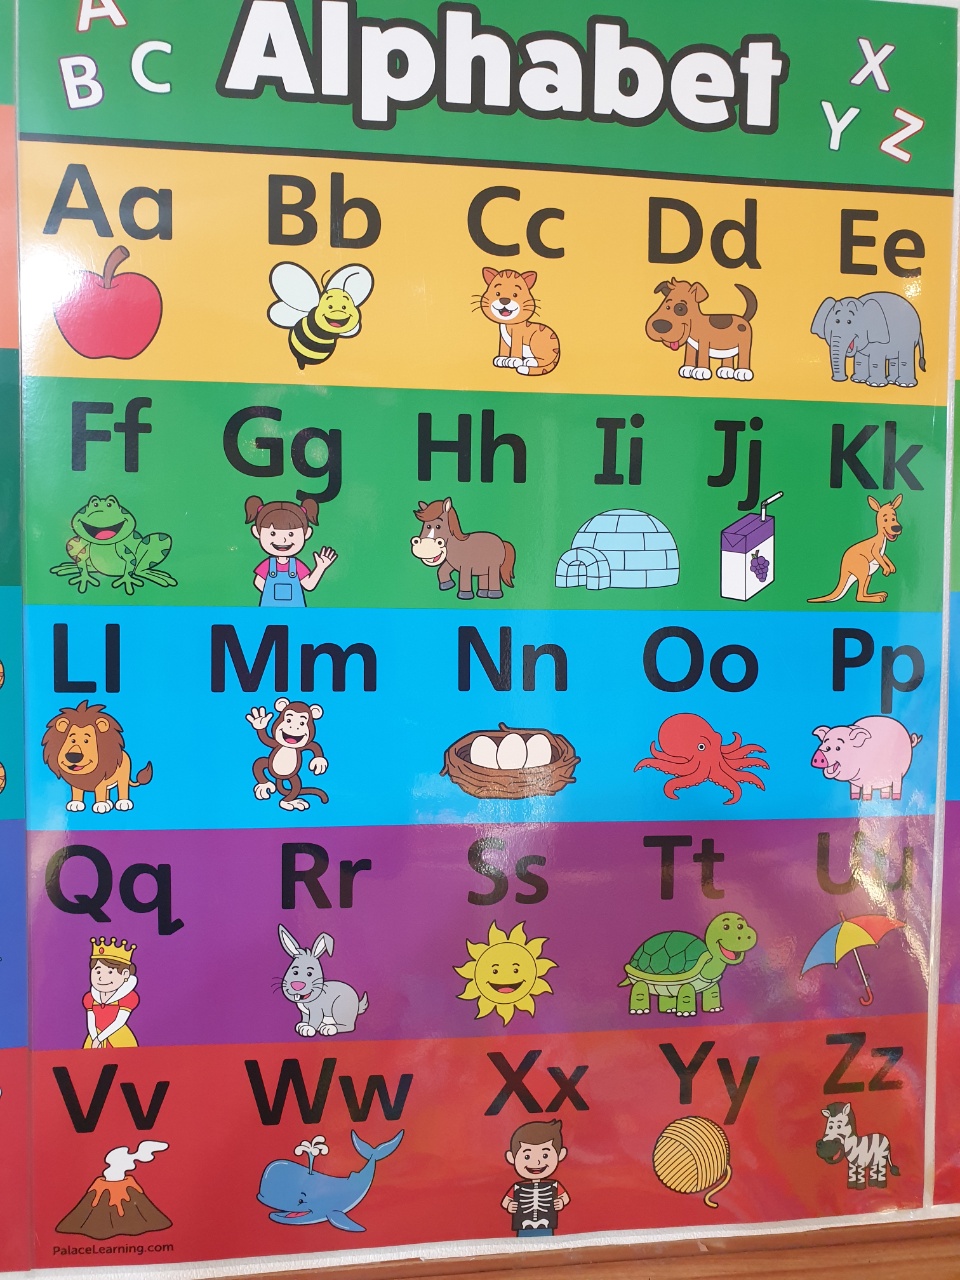 A
B C
Alphabet
X
Y Z
Aa Bb Cc Dd Ee
Ff Gg Hh Ii Jj Kk
Ll Mm Nn Oo Pp
Qq Rr Ss Tt Uu
Vv Ww Xx Yy Zz
PalaceLearning.com